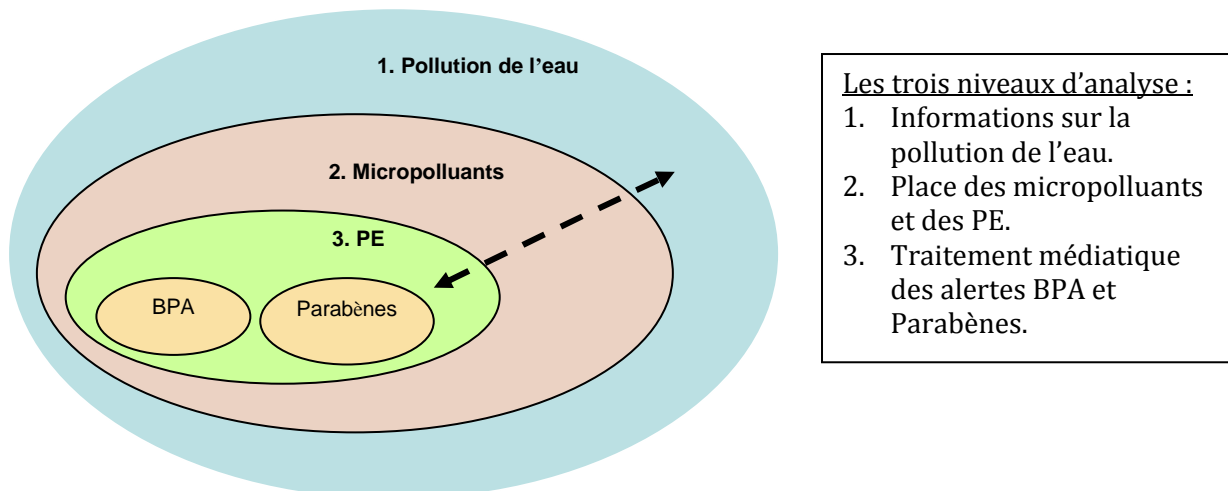 1. Pollution de l’eau
2. Micropolluants
3. PE
BPA
Parabènes
Les trois niveaux d’analyse :
1. Informations sur la
pollution de l’eau.
2. Place des micropolluants
et des PE.
3. Traitement médiatique
des alertes BPA et
Parabènes.